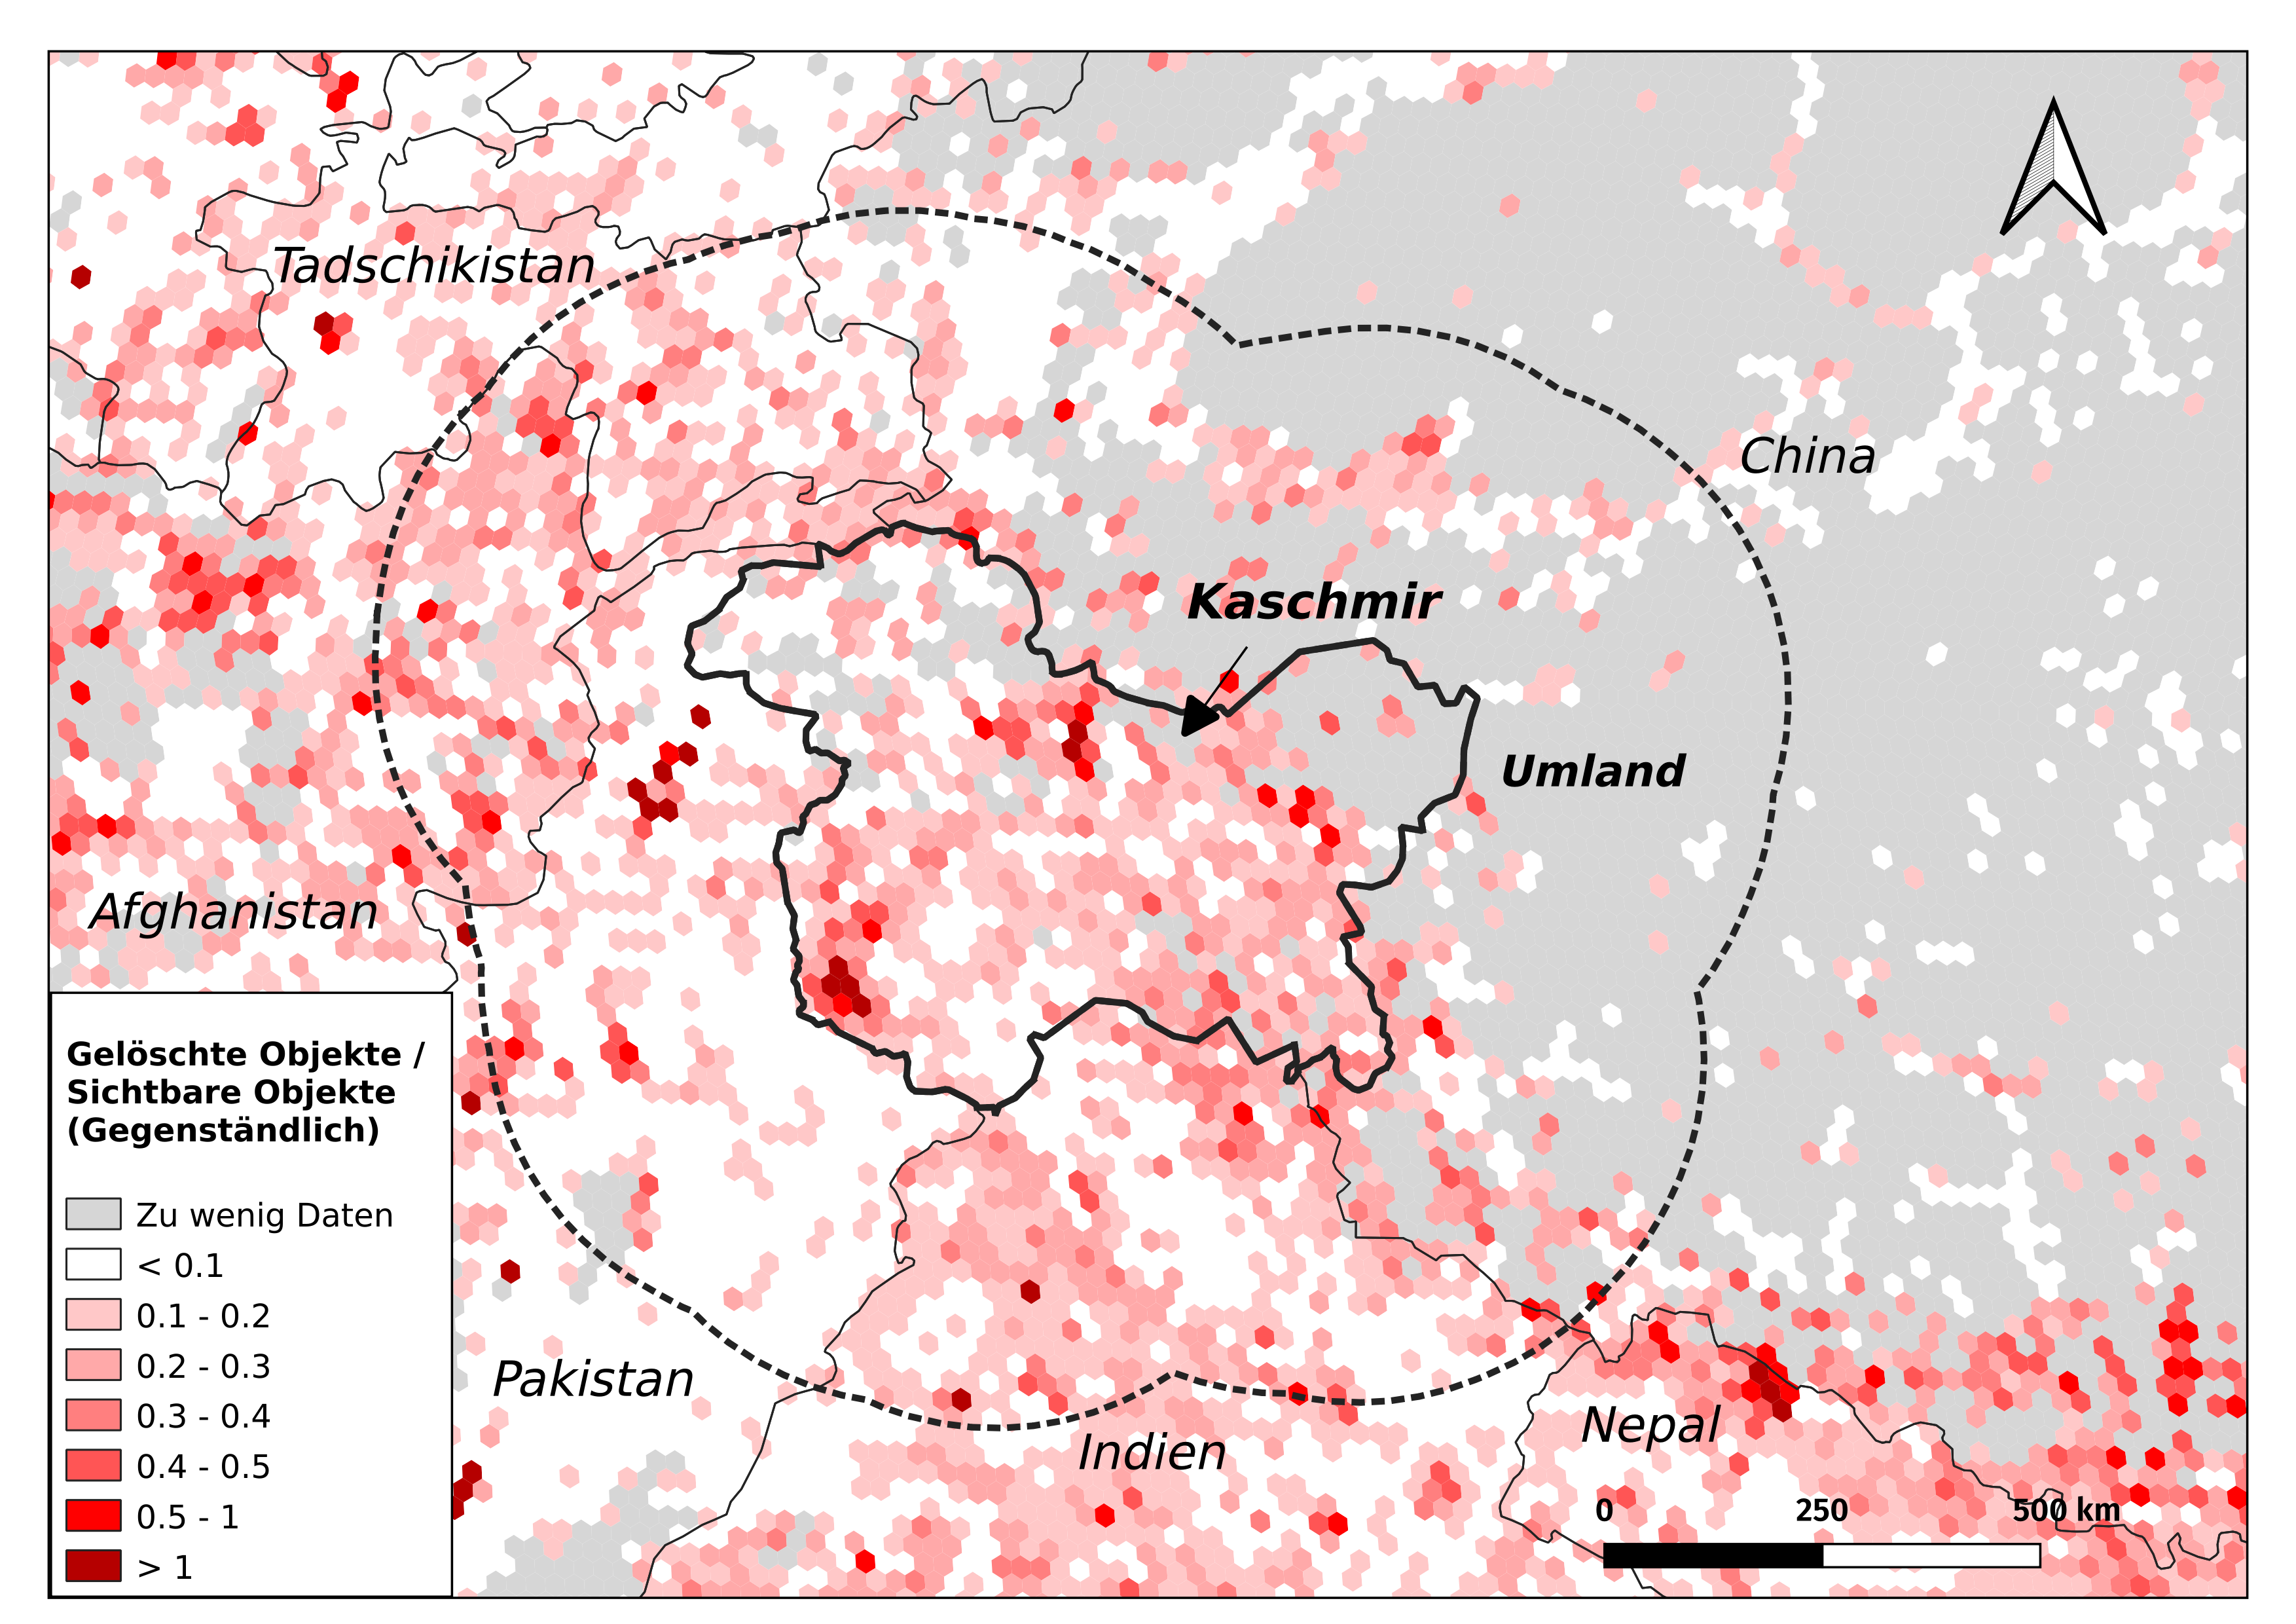 Tadschikistan
China
Kaschmir
Umland
Afghanistan
Gelöschte Objekte /
Sichtbare Objekte
(Gegenständlich)
Zu wenig Daten
< 0.1
0.1 - 0.2
0.2 - 0.3
0.3 - 0.4
0.4 - 0.5
0.5 - 1
> 1
Pakistan
Indien
Nepal
0 250 500 km